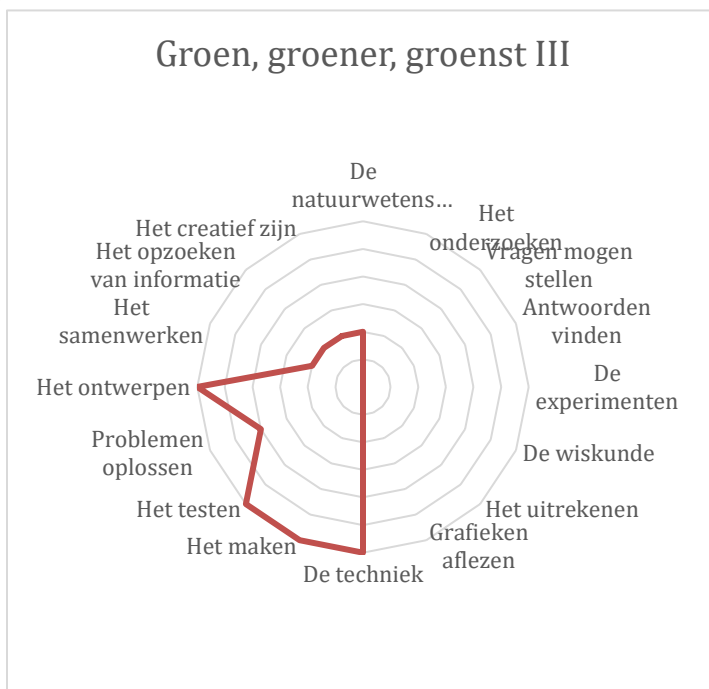 Groen, groener, groenst III
De
natuurwetens...
Het
onderzoeken
Vragen mogen
stellen
Antwoorden
vinden
De
experimenten
De wiskunde
Het uitrekenen
Grafieken
aflezen
De techniek
Het maken
Het testen
Problemen
oplossen
Het ontwerpen
Het
samenwerken
Het opzoeken
van informatie
Het creatief zijn